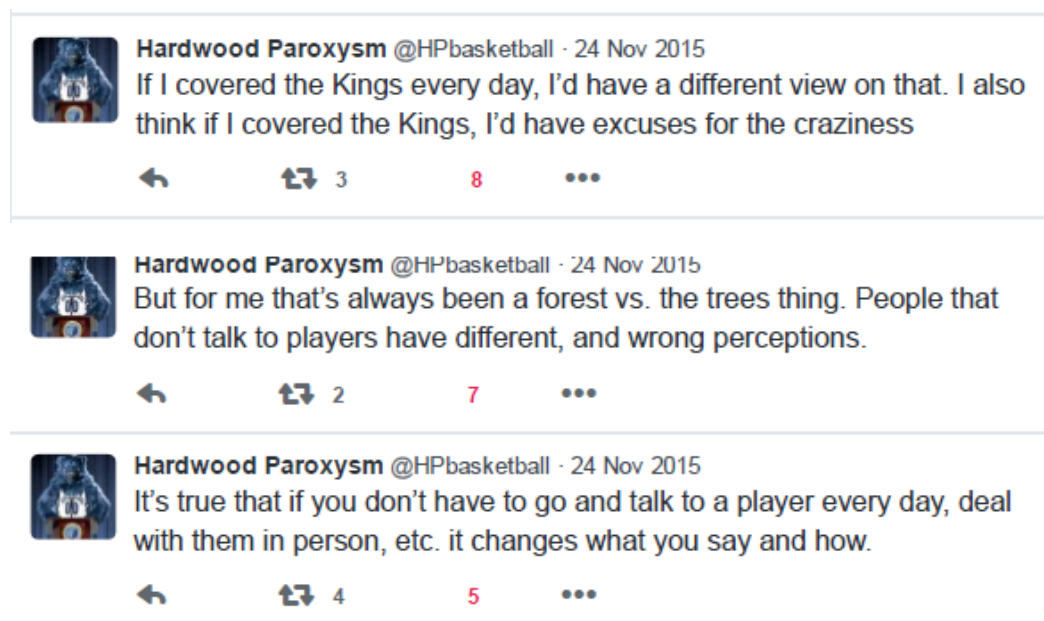 Hardwood Paroxysm @HPbasketball · 24 Nov 2015
If I covered the Kings every day, I'd have a different view on that. I also
think if I covered the Kings, I'd have excuses for the craziness
3 8
Hardwood Paroxysm @HPbasketball · 24 Nov 2015
But for me that's always been a forest vs. the trees thing. People that
don't talk to players have different, and wrong perceptions.
2 7
Hardwood Paroxysm @HPbasketball · 24 Nov 2015
It's true that if you don't have to go and talk to a player every day, deal
with them in person, etc. it changes what you say and how.
4 5